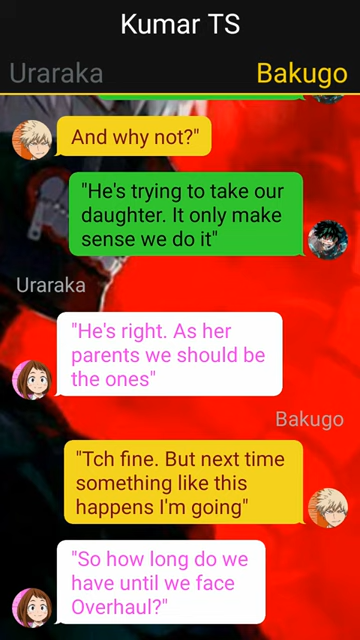 Kumar TS
Uraraka
Bakugo
And why not?"
"He's trying to take our
daughter. It only make
sense we do it"
Uraraka
"He's right. As her
parents we should be
the ones"
Bakugo
"Tch fine. But next time
something like this
happens I'm going"
"So how long do we
have until we face
Overhaul?"